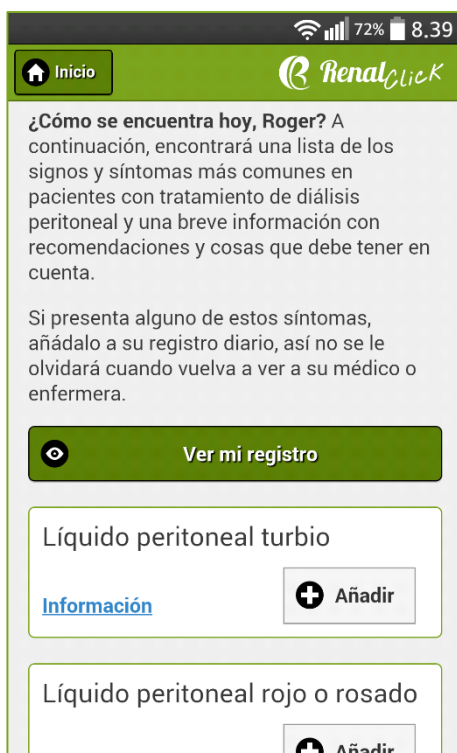 72% 8.39
Inicio
Renal Click
¿Cómo se encuentra hoy, Roger? A
continuación, encontrará una lista de los
signos y síntomas más comunes en
pacientes con tratamiento de diálisis
peritoneal y una breve información con
recomendaciones y cosas que debe tener en
cuenta.
Si presenta alguno de estos síntomas,
añádalo a su registro diario, así no se le
olvidará cuando vuelva a ver a su médico o
enfermera.
Ver mi registro
Líquido peritoneal turbio
Información
Añadir
Líquido peritoneal rojo o rosado
Añadir